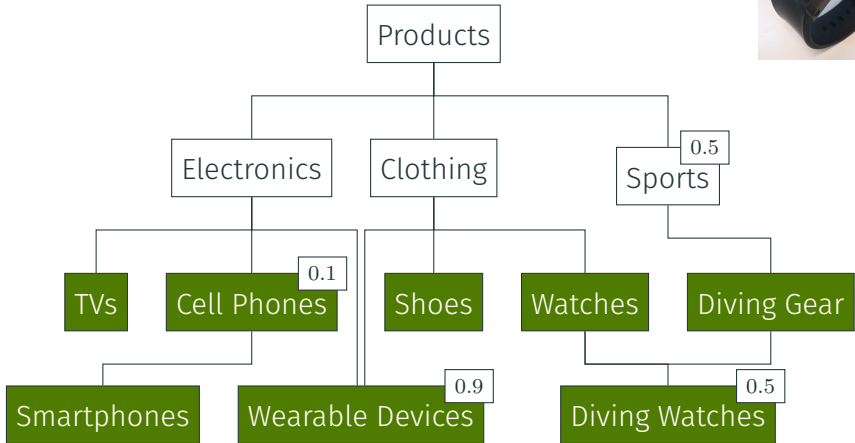 Products
Electronics
Clothing
Sports
0.5
TVs
Cell Phones
0.1
Shoes
Watches
Diving Gear
Smartphones
Wearable Devices
0.9
Diving Watches
0.5